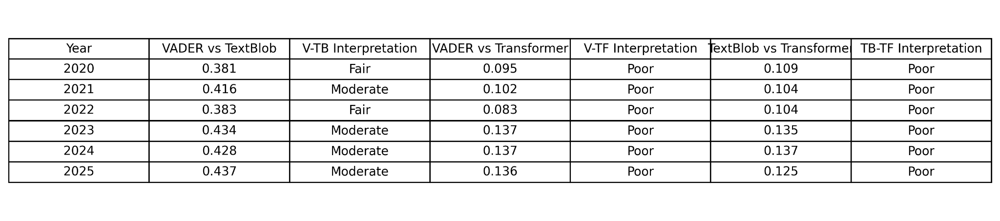 Year VADER vs TextBlob V-TB Interpretation VADER vs Transformer V-TF Interpretation TextBlob vs Transformer TB-TF Interpretation
2020 0.381 Fair 0.095 Poor 0.109 Poor
2021 0.416 Moderate 0.102 Poor 0.104 Poor
2022 0.383 Fair 0.083 Poor 0.104 Poor
2023 0.434 Moderate 0.137 Poor 0.135 Poor
2024 0.428 Moderate 0.137 Poor 0.137 Poor
2025 0.437 Moderate 0.136 Poor 0.125 Poor